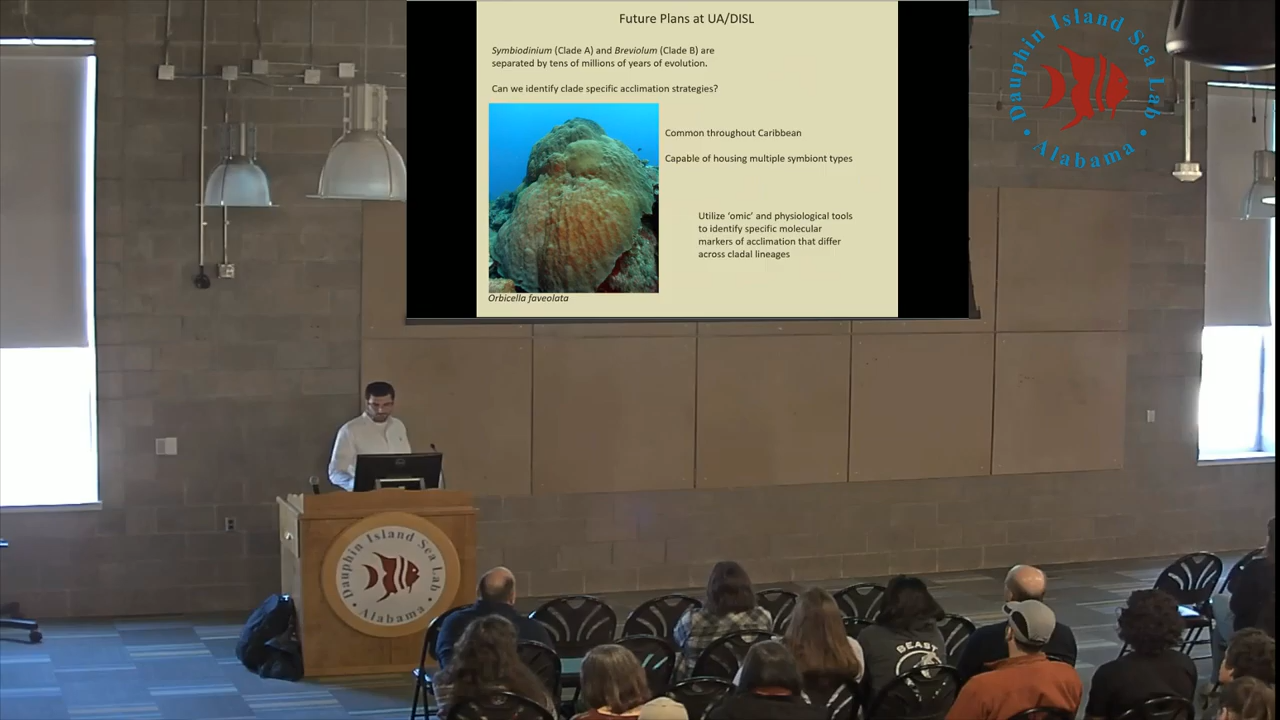 Future Plans at UA/DISL
Symbiodinium (Clade A) and Breviolum (Clade B) are
separated by tens of millions of years of evolution.
Can we identify clade specific acclimation strategies?
Common throughout Caribbean
Capable of housing multiple symbiont types
Utilize ‘omic’ and physiological tools
to identify specific molecular
markers of acclimation that differ
across cladal lineages
Orbicella faveolata
Dauphin Island Sea Lab
• Alabama •
Dauphin Island Sea Lab
• Alabama •
BEAST